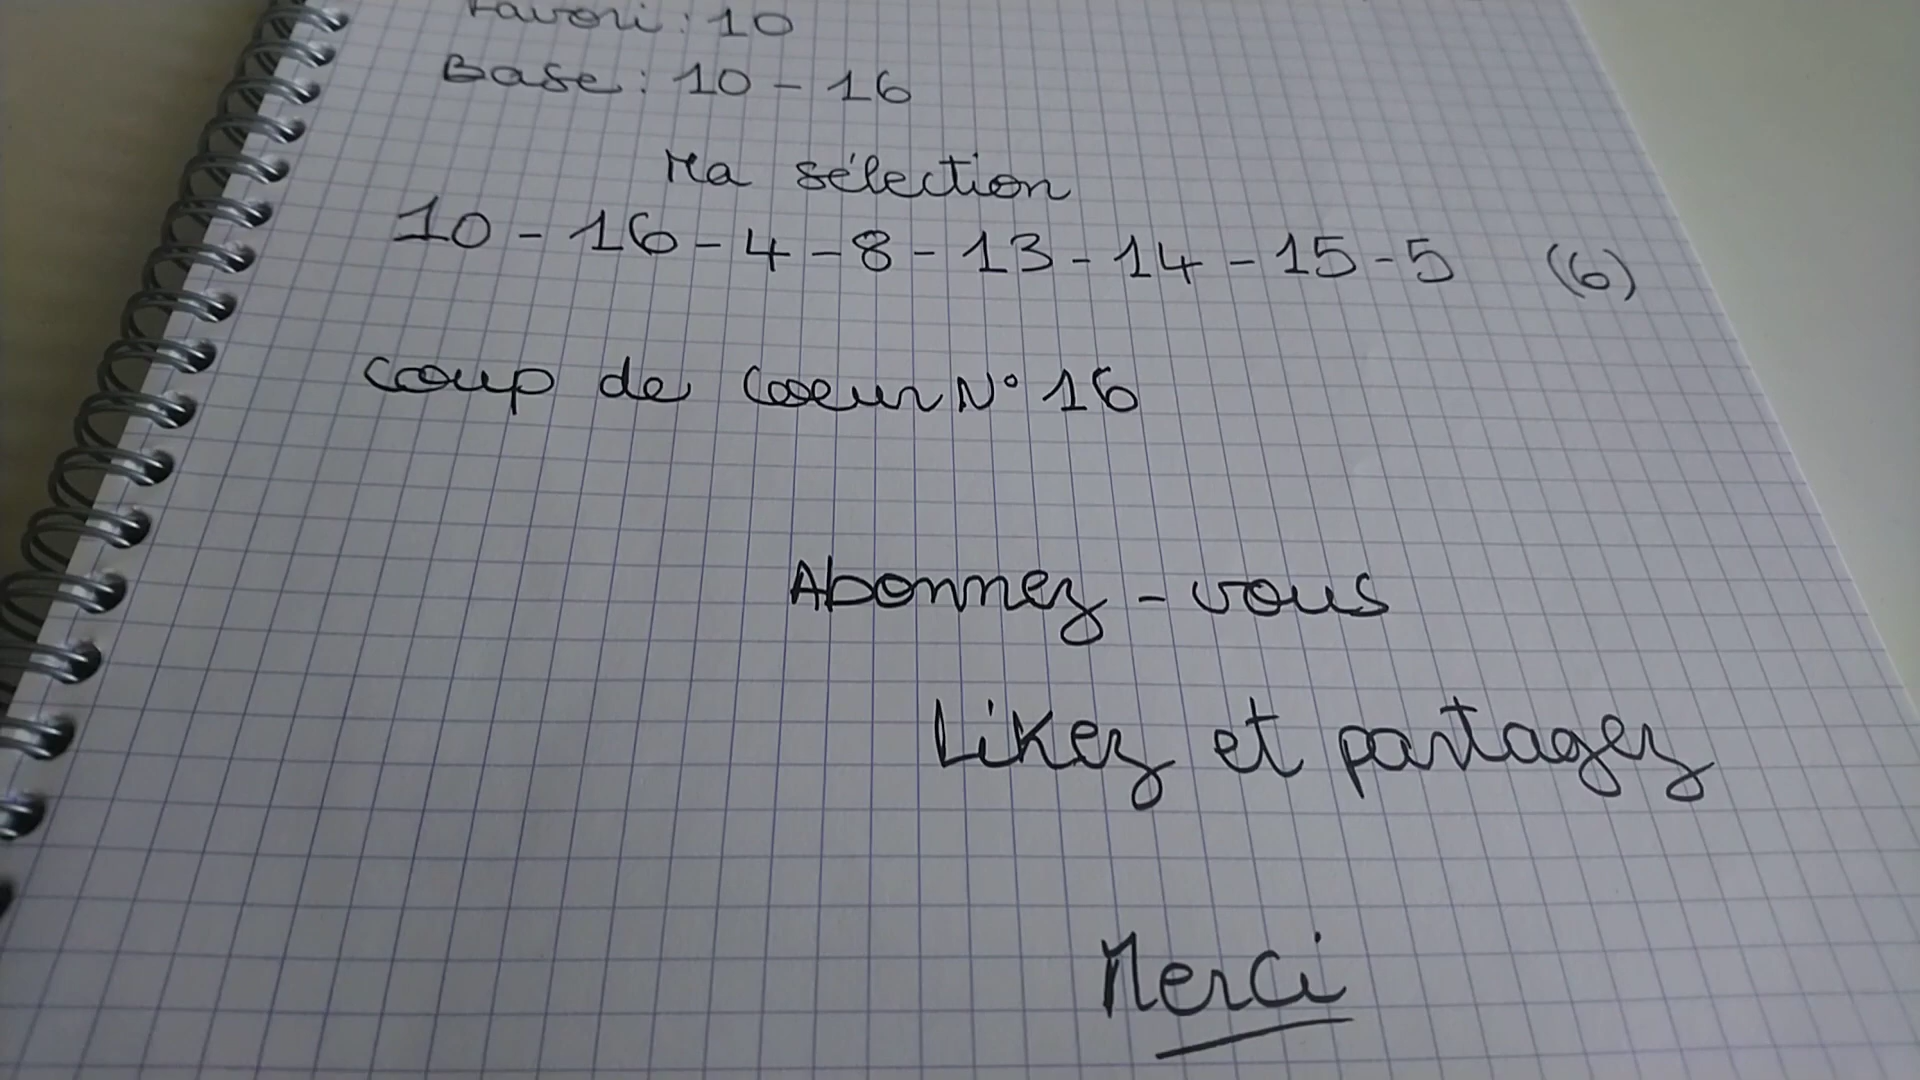 Favori : 10
Base : 10 - 16
Ma sélection
10 - 16 - 4 - 8 - 13 - 14 - 15 - 5 (6)
coup de coeur N° 16
Abonnez - vous
Likez et partagez
Merci